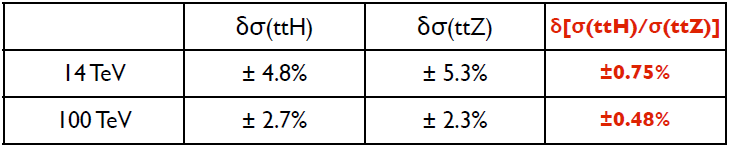 δσ(ttH) δσ(ttZ) δ[σ(ttH)/σ(ttZ)]
14 TeV ± 4.8% ± 5.3% ±0.75%
100 TeV ± 2.7% ± 2.3% ±0.48%